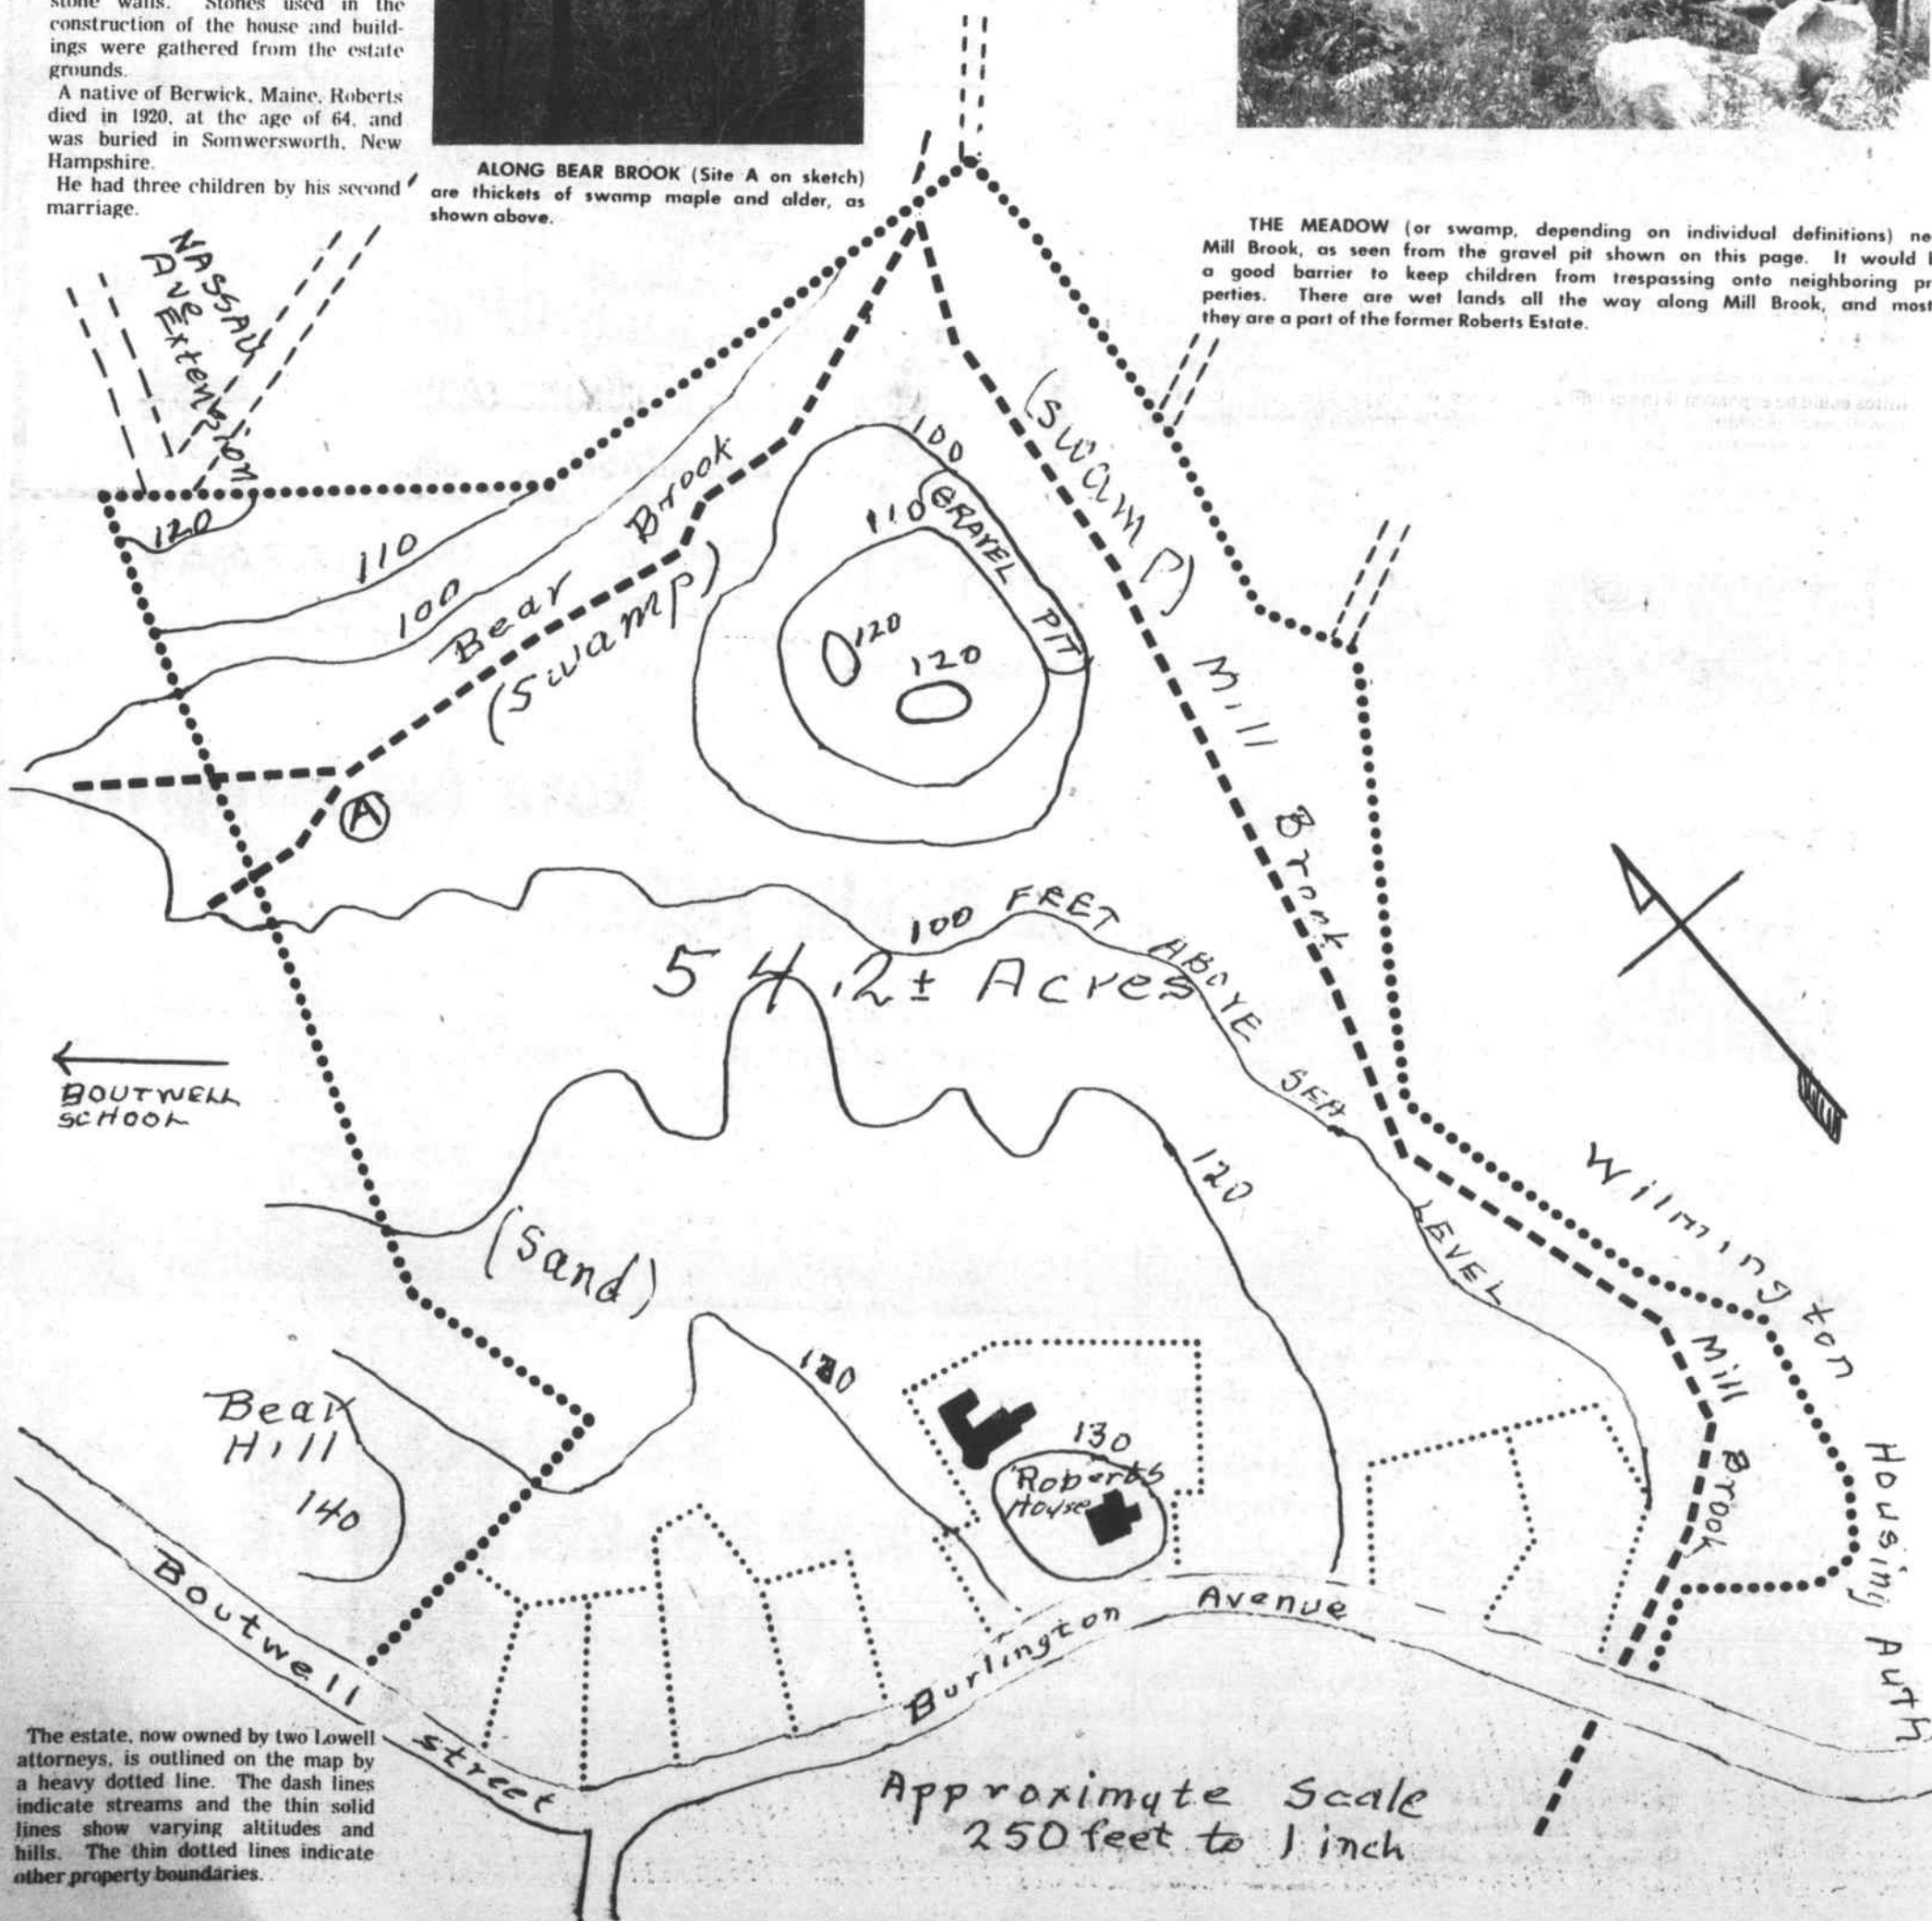 stone walls. Stones used in the
construction of the house and build-
ings were gathered from the estate
grounds.
A native of Berwick, Maine, Roberts
died in 1920, at the age of 64, and
was buried in Somwersworth, New
Hampshire.
He had three children by his second
marriage.
ALONG BEAR BROOK (Site A on sketch)
are thickets of swamp maple and alder, as
shown above.
THE MEADOW (or swamp, depending on individual definitions) ne
Mill Brook, as seen from the gravel pit shown on this page. It would
a good barrier to keep children from trespassing onto neighboring pr
perties. There are wet lands all the way along Mill Brook, and most
they are a part of the former Roberts Estate.
NASSAU
Ave
Extension
120
110
100
Bear Brook
(Swamp)
100
110
GRAVEL PIT
120
120
(Swamp)
Mill Brook
A
100 FEET ABOVE SEA LEVEL
54.2± Acres
BOUTWELL
SCHOOL
120
(Sand)
130
Roberts
House
Bear
Hill
140
Mill Brook
Wilmington Housing Auth
Boutwell Street
Burlington Avenue
The estate, now owned by two Lowell
attorneys, is outlined on the map by
a heavy dotted line. The dash lines
indicate streams and the thin solid
lines show varying altitudes and
hills. The thin dotted lines indicate
other property boundaries.
Approximate Scale
250 feet to 1 inch